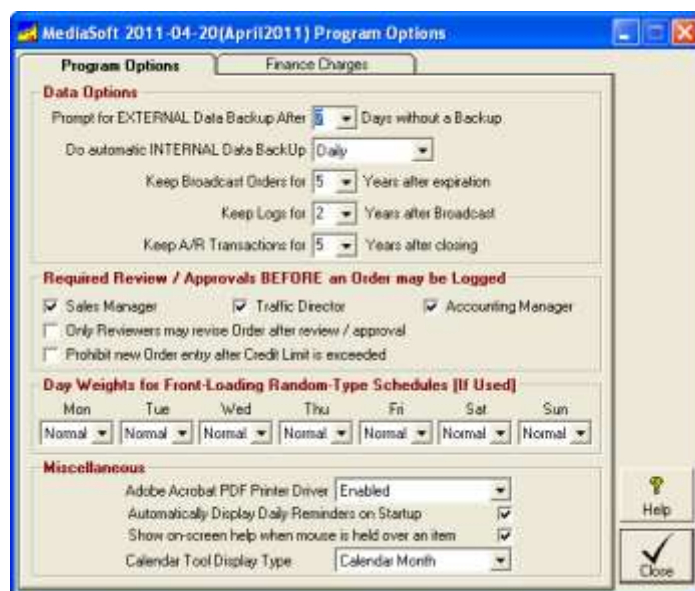 MediaSoft 2011-04-20(April2011) Program Options
Program Options Finance Charges
Data Options
Prompt for EXTERNAL Data Backup After Days without a Backup
Do automatic INTERNAL Data BackUp Daily
Keep Broadcast Orders for 5 Years after expiration
Keep Logs for 2 Years after Broadcast
Keep A/R Transactions for 5 Years after closing
Required Review / Approvals BEFORE an Order may be Logged
Sales Manager Traffic Director Accounting Manager
Only Reviewers may revise Order after review / approval
Prohibit new Order entry after Credit Limit is exceeded
Day Weights for Front-Loading Random-Type Schedules [If Used]
Mon Tue Wed Thu Fri Sat Sun
Normal Normal Normal Normal Normal Normal Normal
Miscellaneous
Adobe Acrobat PDF Printer Driver Enabled
Automatically Display Daily Reminders on Startup
Show on-screen help when mouse is held over an item
Calendar Tool Display Type Calendar Month
Help
Close